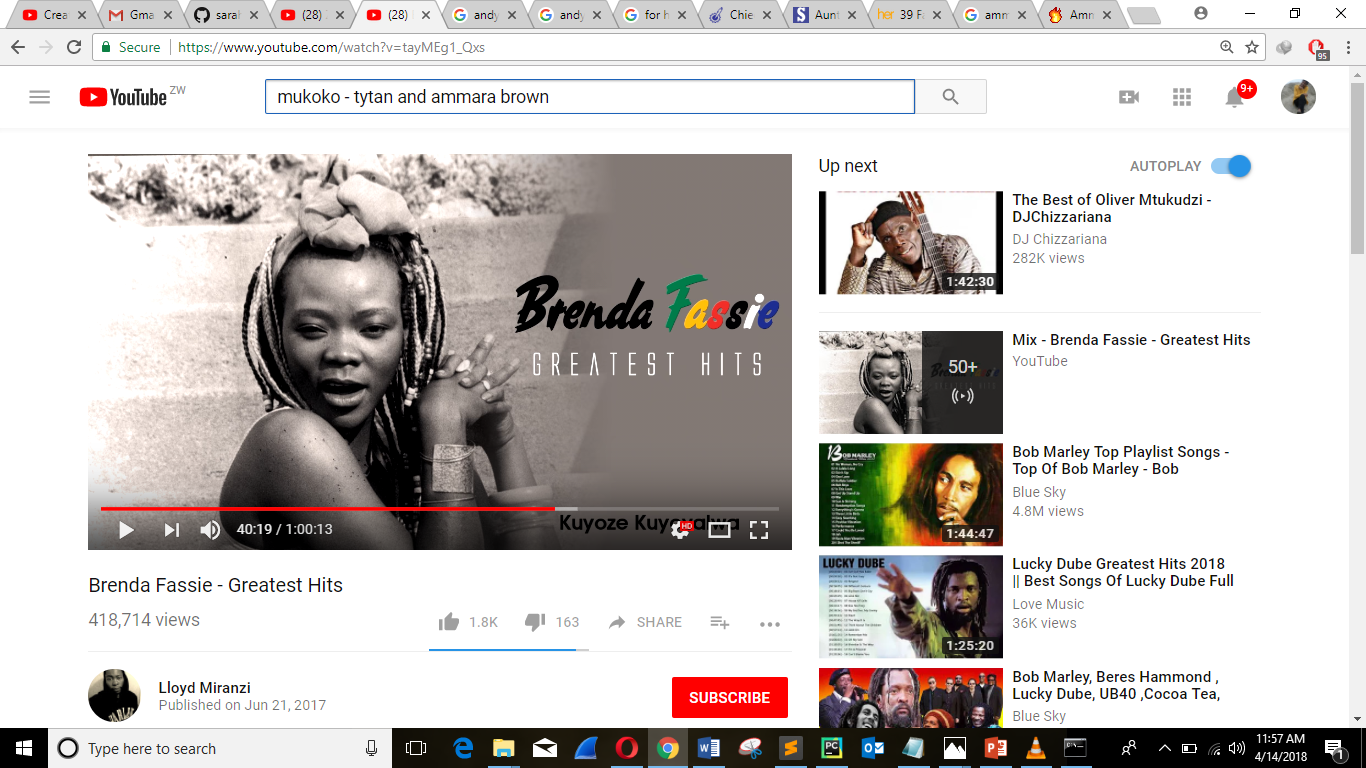 Crea
Gma
sarah
(28)
(28)
andy
andy
for h
Chie
Aunt
her 39 Fa
amm
Amn
Secure https://www.youtube.com/watch?v=tayMEg1_Qxs
95
YouTube ZW
mukoko - tytan and ammara brown
9+
Brenda Fassie
GREATEST HITS
40:19 / 1:00:13
HD
Brenda Fassie - Greatest Hits
418,714 views
1.8K 163 SHARE
Lloyd Miranzi
Published on Jun 21, 2017
SUBSCRIBE
Up next
AUTOPLAY
1:42:30
The Best of Oliver Mtukudzi -
DJChizzariana
DJ Chizzariana
282K views
50+
Mix - Brenda Fassie - Greatest Hits
YouTube
BOB MARLEY
1:44:47
Bob Marley Top Playlist Songs -
Top Of Bob Marley - Bob
Blue Sky
4.8M views
LUCKY DUBE
1:25:20
Lucky Dube Greatest Hits 2018
|| Best Songs Of Lucky Dube Full
Love Music
36K views
Bob Marley, Beres Hammond ,
Lucky Dube, UB40 ,Cocoa Tea,
Blue Sky
Type here to search
11:57 AM
4/14/2018
1